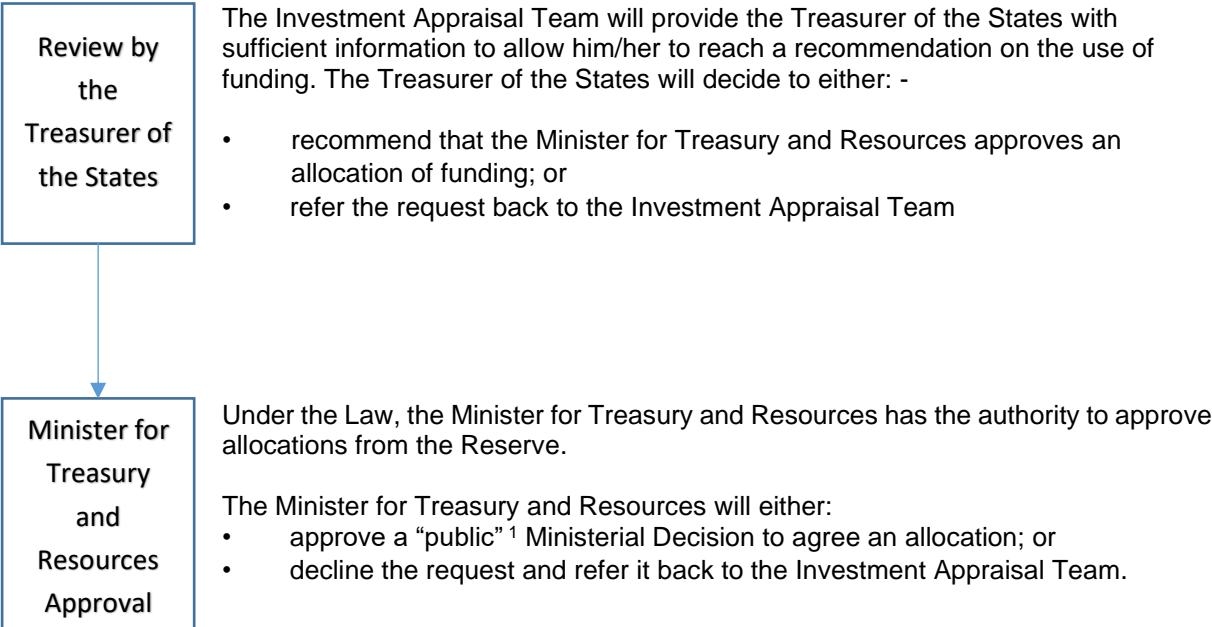 Review by
the
Treasurer of
the States
The Investment Appraisal Team will provide the Treasurer of the States with
sufficient information to allow him/her to reach a recommendation on the use of
funding. The Treasurer of the States will decide to either: -
• recommend that the Minister for Treasury and Resources approves an
allocation of funding; or
• refer the request back to the Investment Appraisal Team
Minister for
Treasury
and
Resources
Approval
Under the Law, the Minister for Treasury and Resources has the authority to approve
allocations from the Reserve.
The Minister for Treasury and Resources will either:
• approve a “public” ¹ Ministerial Decision to agree an allocation; or
• decline the request and refer it back to the Investment Appraisal Team.